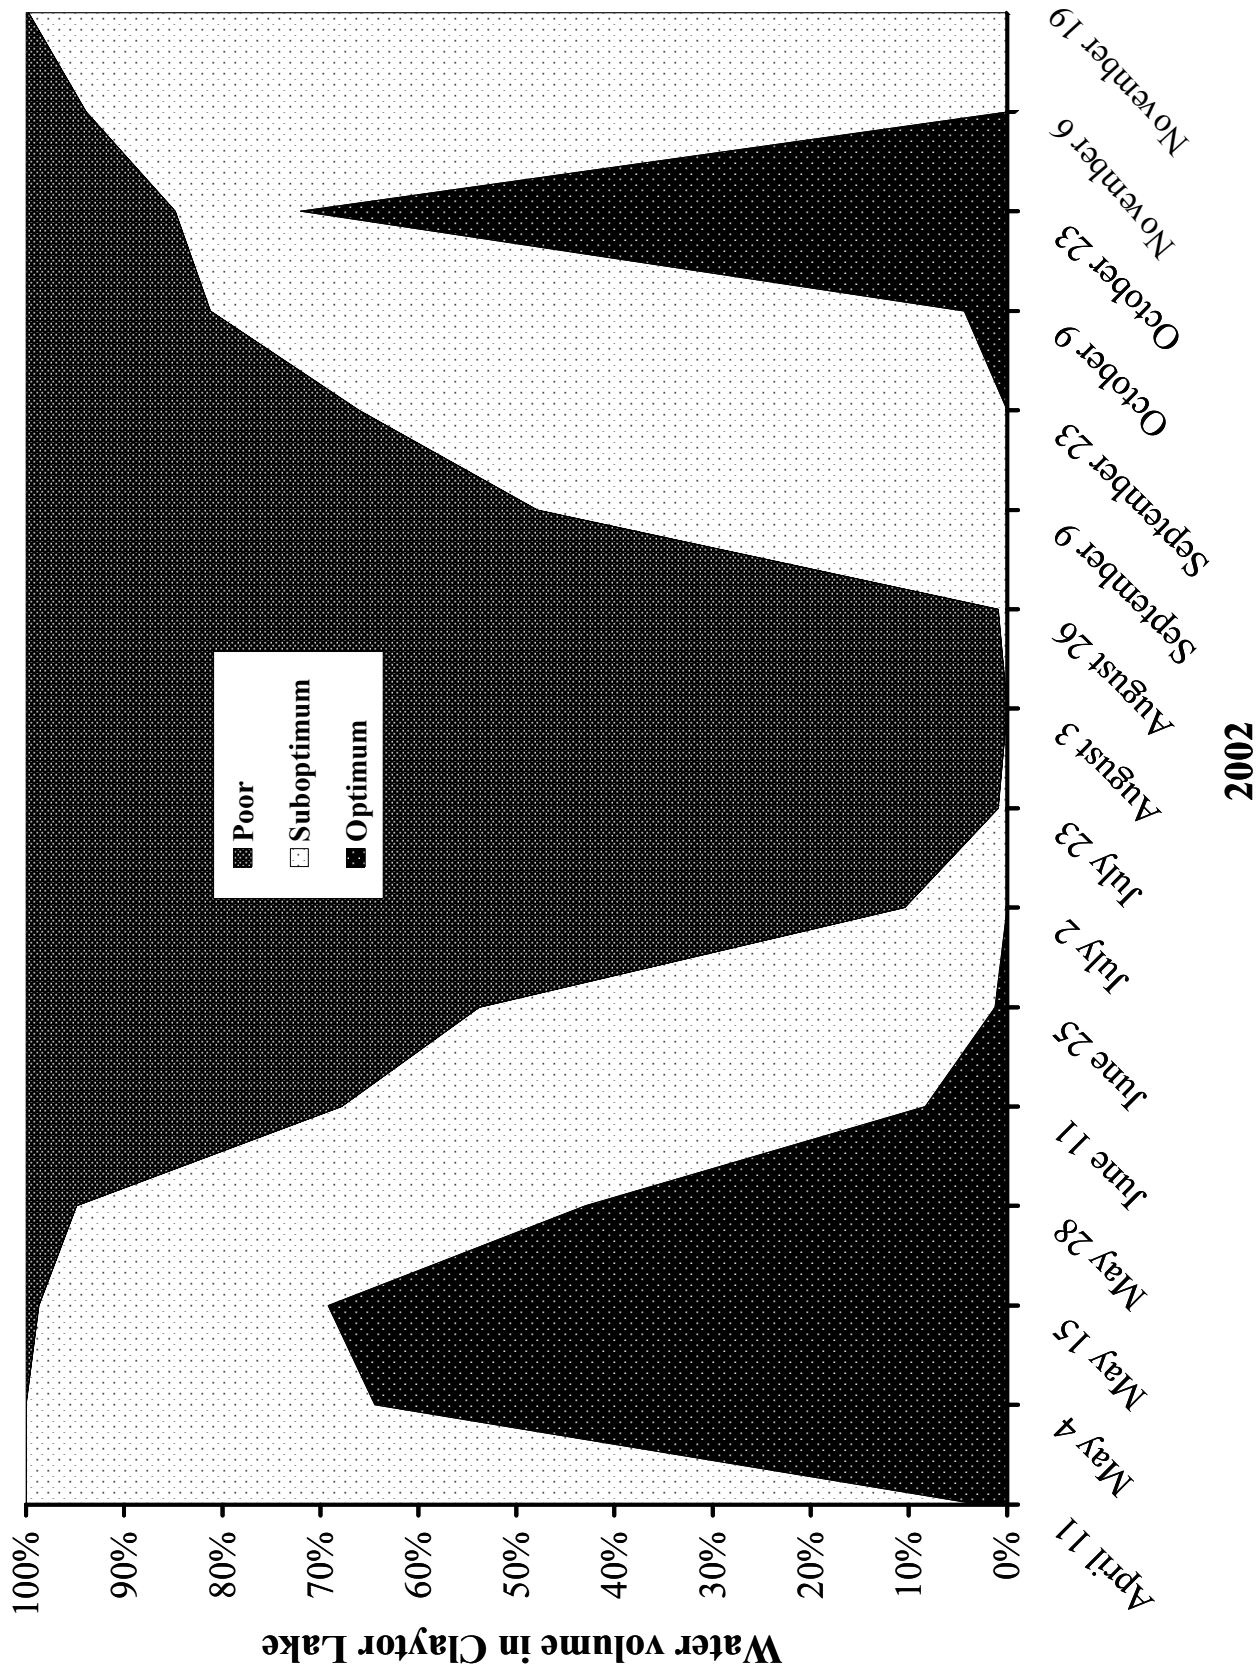 Water volume in Claytor Lake
100%
90%
80%
70%
60%
50%
40%
30%
20%
10%
0%
Poor
Suboptimum
Optimum
April 11
May 4
May 15
May 28
June 11
June 25
July 2
July 23
August 3
August 26
September 9
September 23
October 9
October 23
November 6
November 19
2002